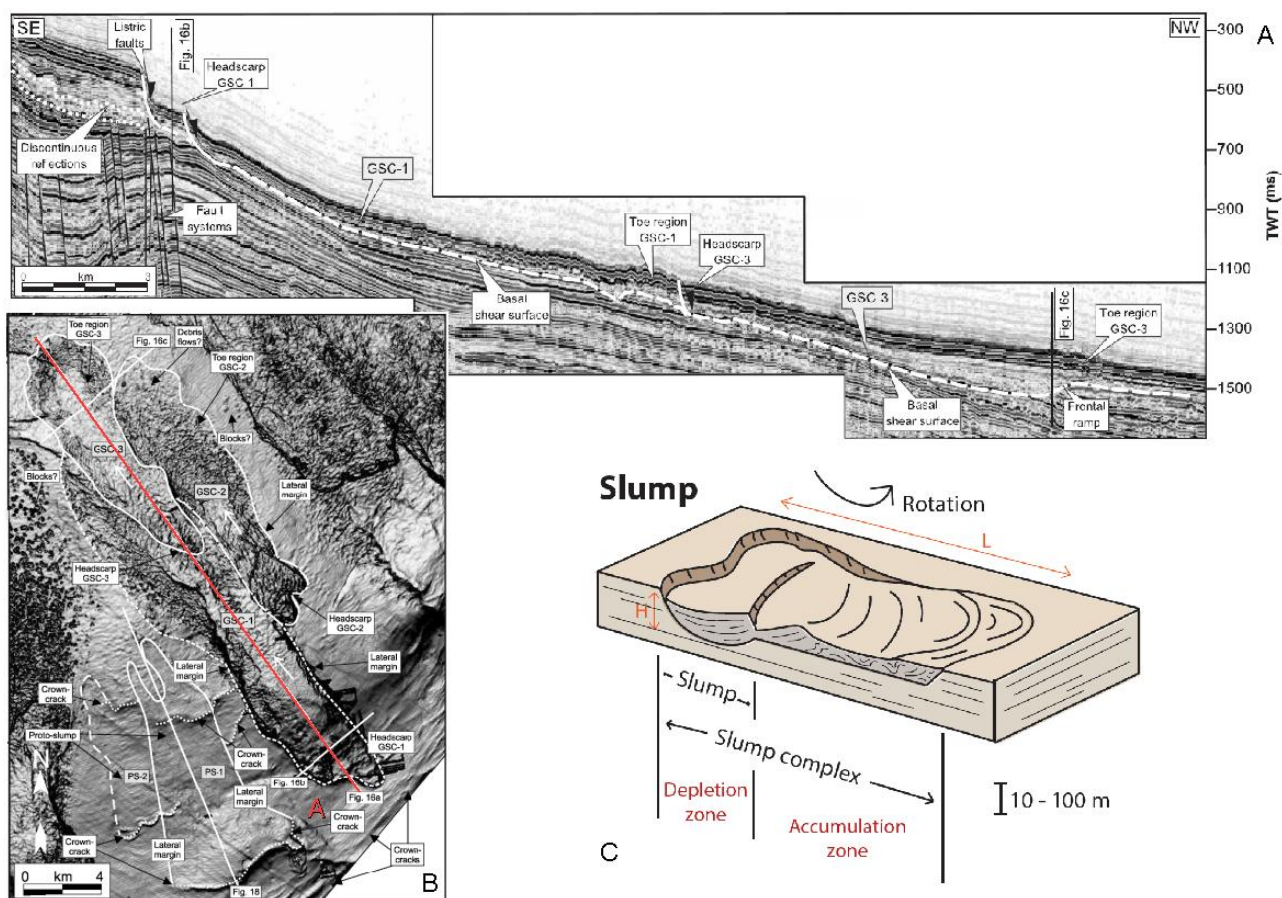 SE
NW
A
Listric
faults
Fig. 16b
Headscarp
GSC-1
Discontinuous
reflections
Fault
systems
km
0
3
GSC-1
Basal
shear surface
Toe region
GSC-1
Headscarp
GSC-3
GSC-3
Basal
shear surface
Fig. 16c
Toe region
GSC-3
Frontal
ramp
300
500
700
900
1100
1300
1500
TWT (ms)
Toe region
GSC-3
Fig. 16c
Debris
flows?
Toe region
GSC-2
Blocks?
GSC-3
Blocks?
GSC-2
Lateral
margin
Headscarp
GSC-3
GSC-1
Headscarp
GSC-2
Lateral
margin
Lateral
margin
Crown-
crack
Proto-slump
Crown-
crack
Headscarp
GSC-1
PS-2
PS-1
Fig. 16b
Fig. 16a
A
Lateral
margin
Crown-
crack
Crown-
cracks
Crown-
crack
Lateral
margin
Fig. 18
N
0 km 4
B
Slump
Rotation
L
H
Slump
Slump complex
Depletion
zone
Accumulation
zone
10 - 100 m
C